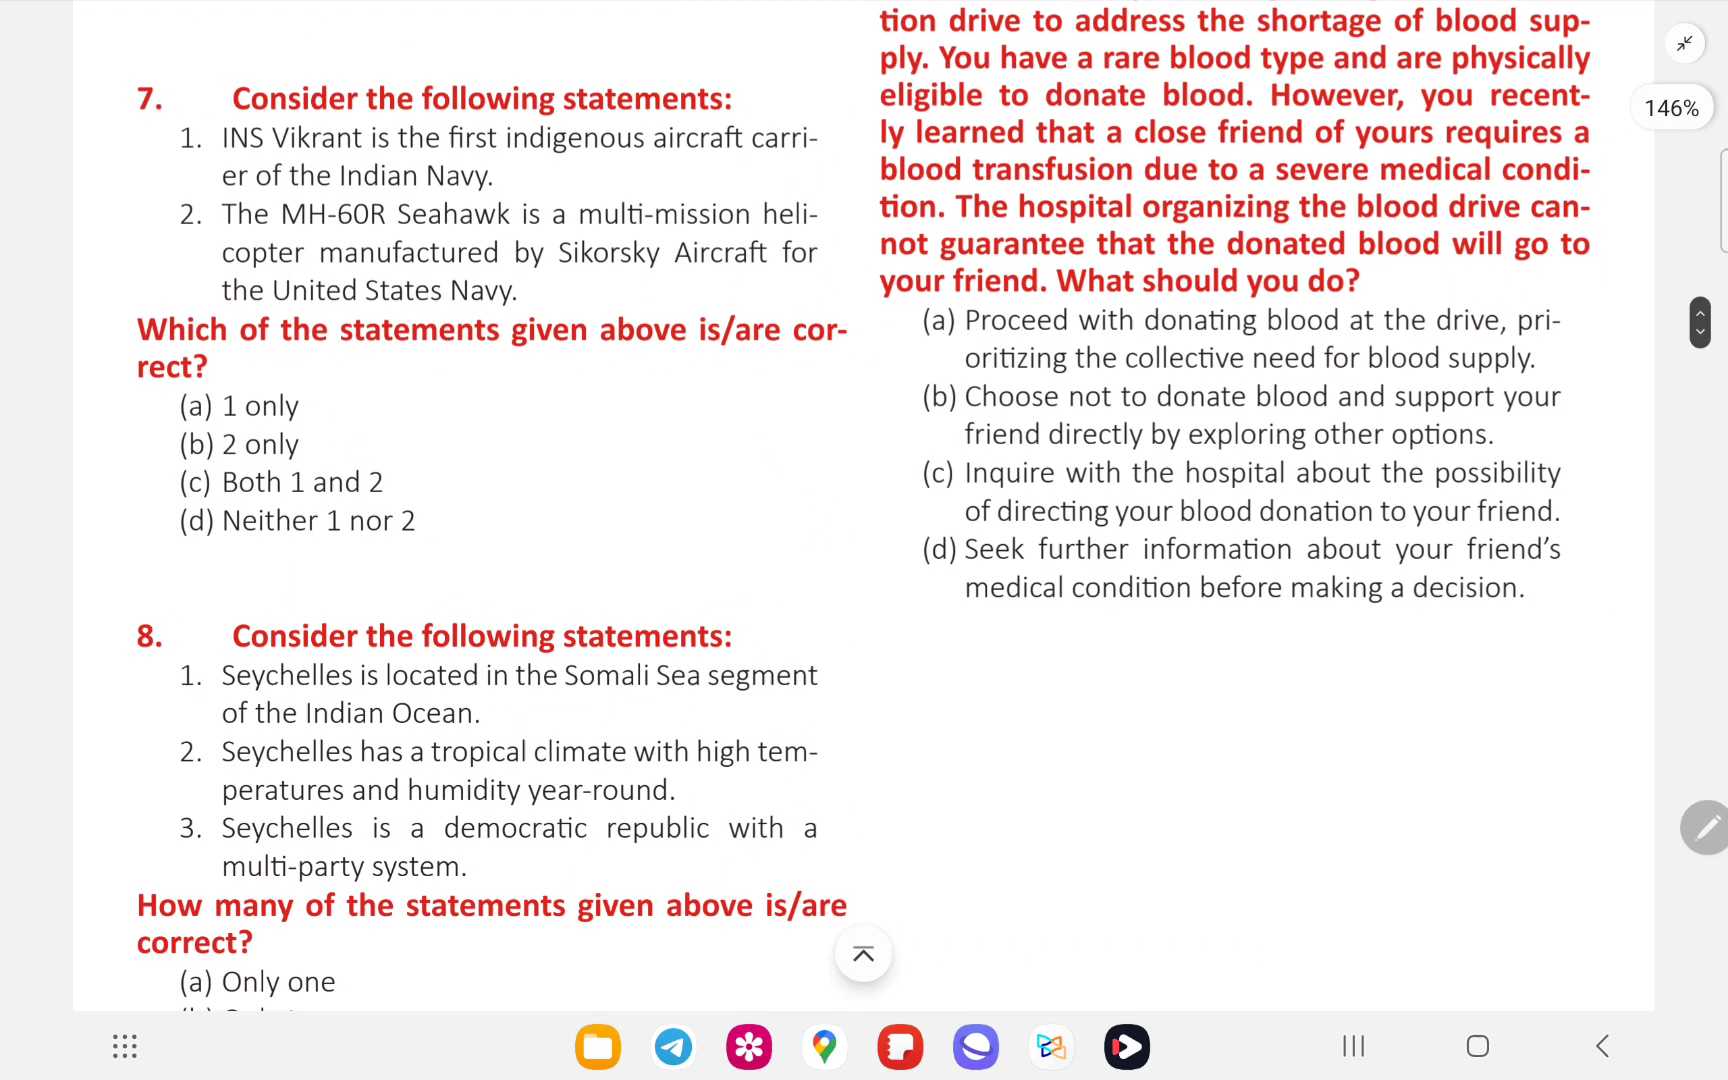 7. Consider the following statements:
1. INS Vikrant is the first indigenous aircraft carri-
er of the Indian Navy.
2. The MH-60R Seahawk is a multi-mission heli-
copter manufactured by Sikorsky Aircraft for
the United States Navy.
Which of the statements given above is/are cor-
rect?
(a) 1 only
(b) 2 only
(c) Both 1 and 2
(d) Neither 1 nor 2
8. Consider the following statements:
1. Seychelles is located in the Somali Sea segment
of the Indian Ocean.
2. Seychelles has a tropical climate with high tem-
peratures and humidity year-round.
3. Seychelles is a democratic republic with a
multi-party system.
How many of the statements given above is/are
correct?
(a) Only one
tion drive to address the shortage of blood sup-
ply. You have a rare blood type and are physically
eligible to donate blood. However, you recent-
ly learned that a close friend of yours requires a
blood transfusion due to a severe medical condi-
tion. The hospital organizing the blood drive can-
not guarantee that the donated blood will go to
your friend. What should you do?
(a) Proceed with donating blood at the drive, pri-
oritizing the collective need for blood supply.
(b) Choose not to donate blood and support your
friend directly by exploring other options.
(c) Inquire with the hospital about the possibility
of directing your blood donation to your friend.
(d) Seek further information about your friend's
medical condition before making a decision.
146%